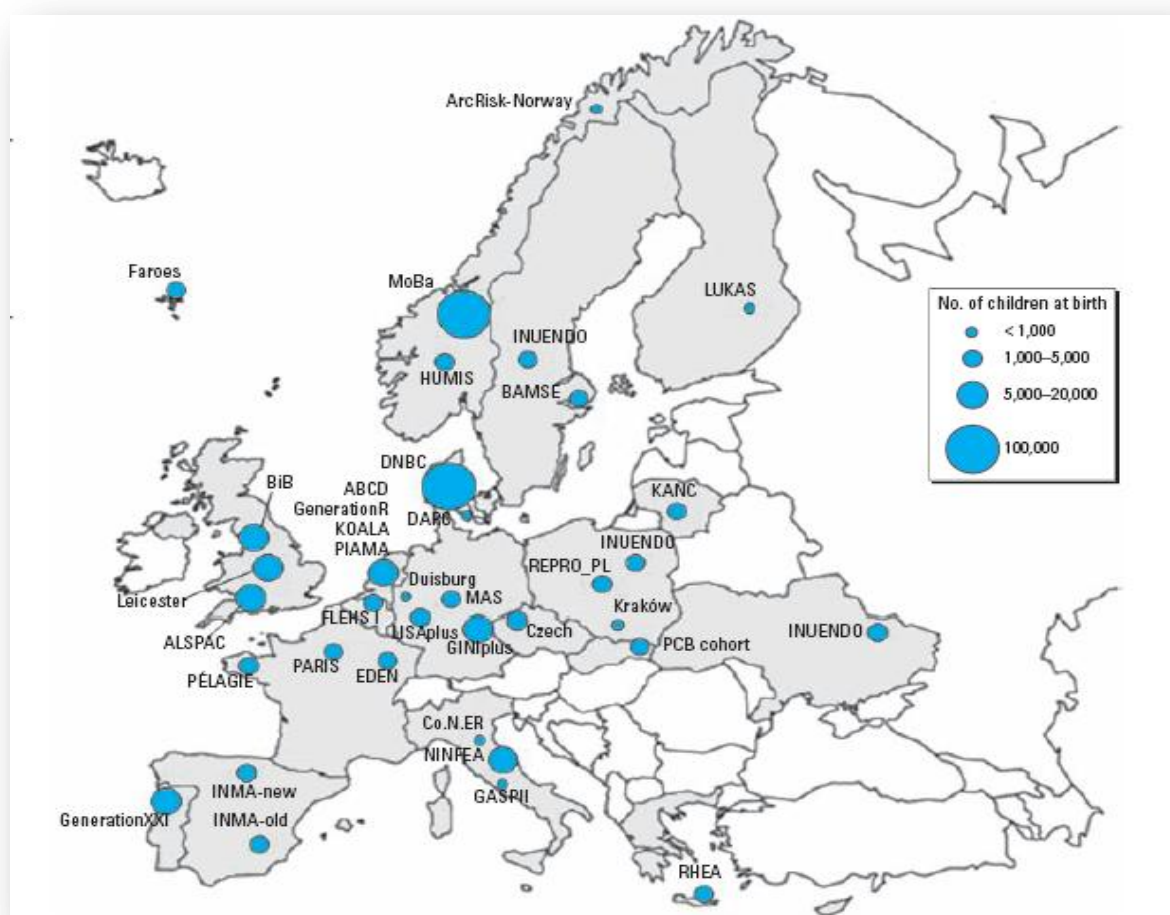 ArcRisk-Norway
Faroes
MoBa
LUKAS
INUENDO
HUMIS
BAMSE
No. of children at birth
< 1,000
1,000–5,000
5,000–20,000
100,000
DNBC
ABCD
GenerationR
KOALA
PIAMA
BiB
DARC
KANC
INUENDO
REPRO_PL
Duisburg
MAS
Kraków
Leicester
FLEHS I
LISAplus
GINIplus
Czech
PCB cohort
INUENDO
ALSPAC
PÉLAGIE
PARIS
EDEN
Co.N.ER
NINFEA
GASPII
INMA-new
GenerationXXI
INMA-old
RHEA